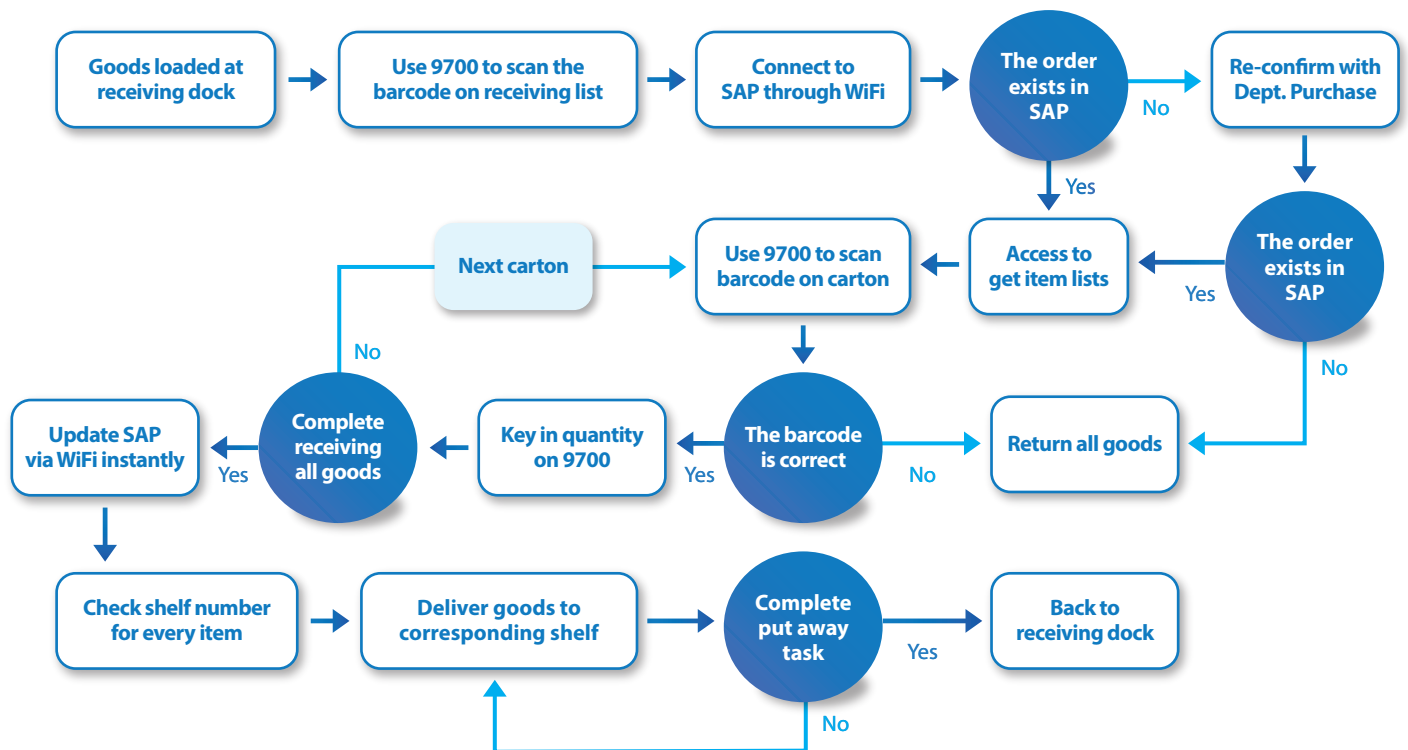 Goods loaded at
receiving dock
Use 9700 to scan the
barcode on receiving list
Connect to
SAP through WiFi
The order
exists in
SAP
No
Re-confirm with
Dept. Purchase
Yes
Next carton
Use 9700 to scan
barcode on carton
Access to
get item lists
Yes
The order
exists in
SAP
No
No
Update SAP
via WiFi instantly
Yes
Complete
receiving
all goods
Key in quantity
on 9700
Yes
The barcode
is correct
No
Return all goods
Check shelf number
for every item
Deliver goods to
corresponding shelf
Complete
put away
task
Yes
Back to
receiving dock
No